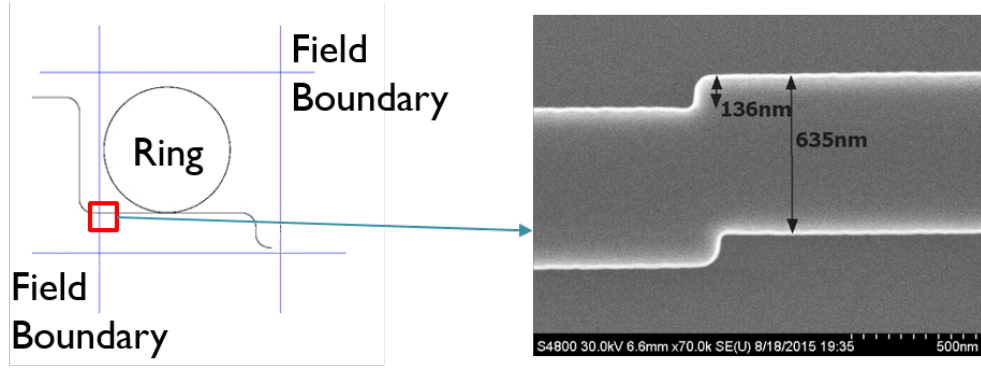 Field
Boundary
Ring
Field
Boundary
136nm
635nm
S4800 30.0kV 6.6mm x70.0k SE(U) 8/18/2015 19:35
500nm